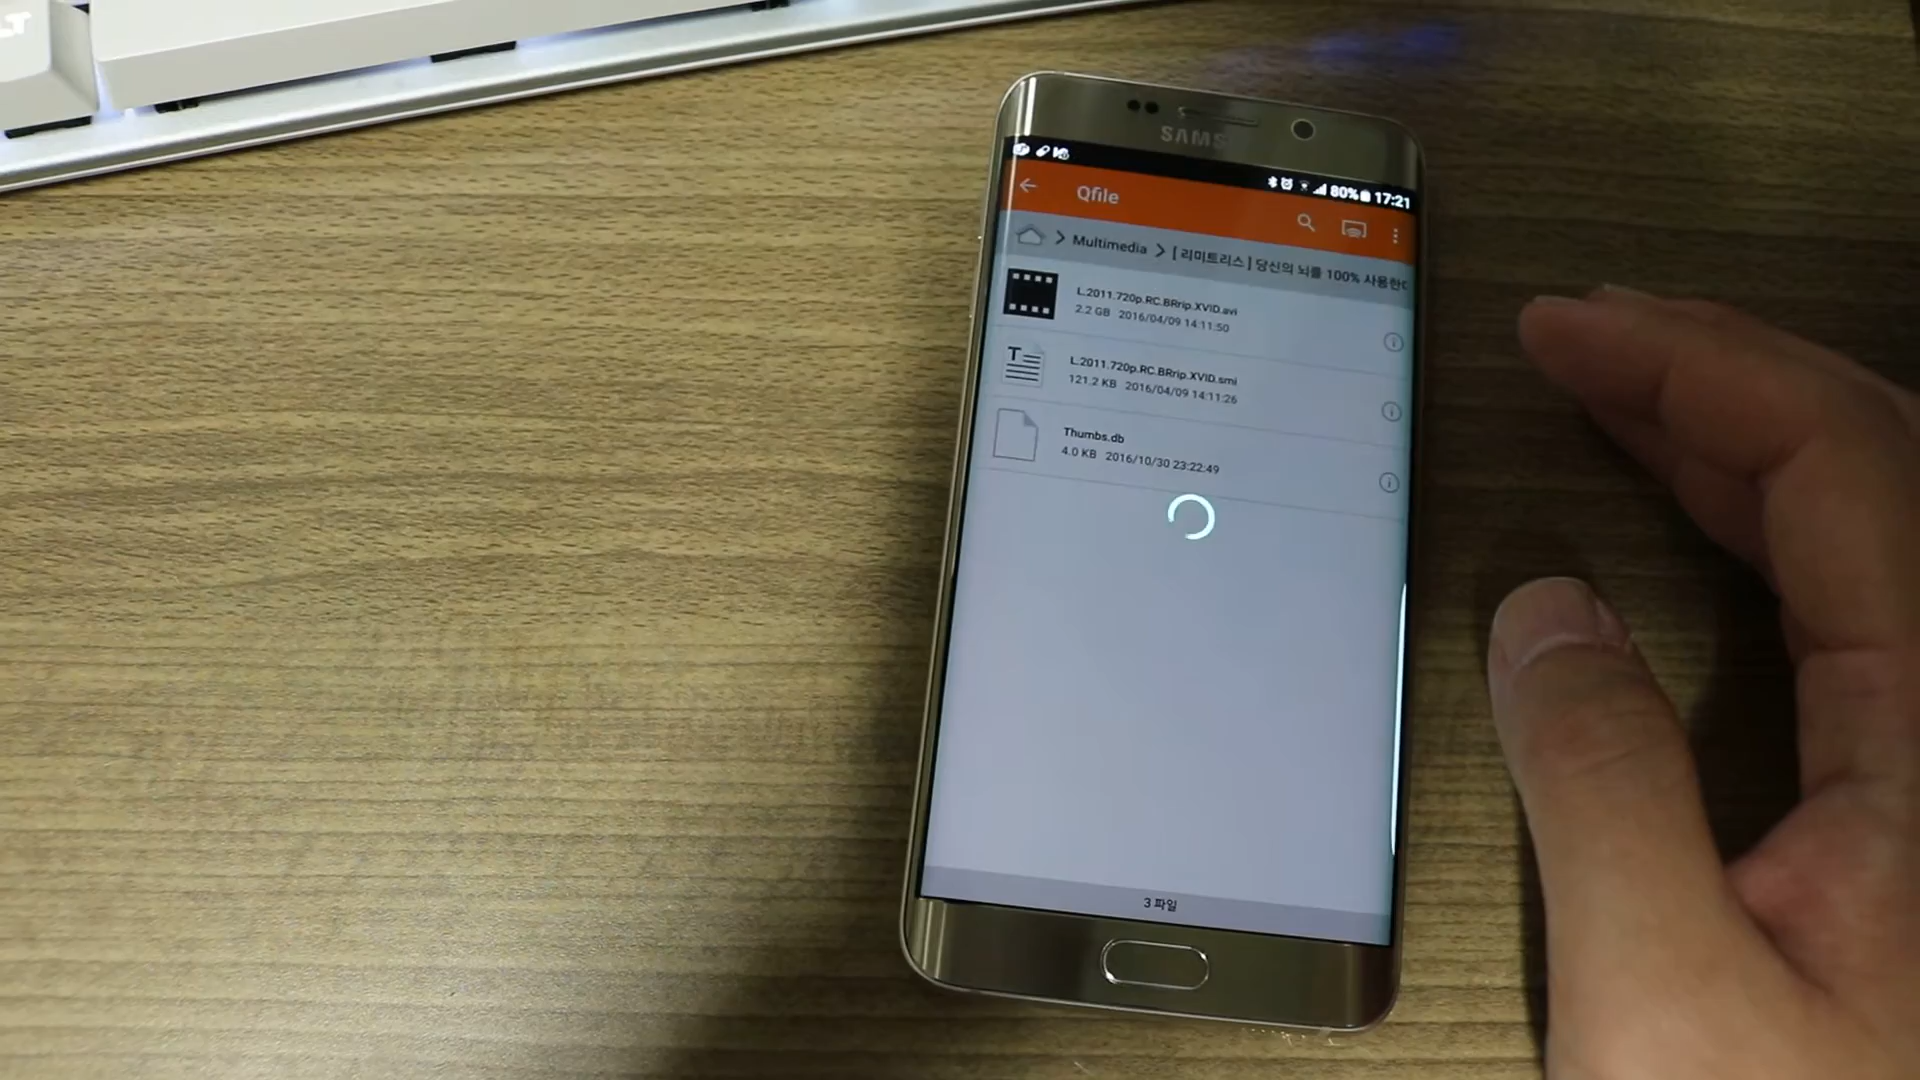 SAMS
80% 17:21
Qfile
Multimedia > [ 리미트리스 ] 당신의 뇌를 100% 사용한다
L.2011.720p.RC.BRrip.XViD.avi
2.2 GB 2016/04/09 14:11:50
L.2011.720p.RC.BRrip.XViD.smi
121.2 KB 2016/04/09 14:11:26
Thumbs.db
4.0 KB 2016/10/30 23:22:49
3 파일